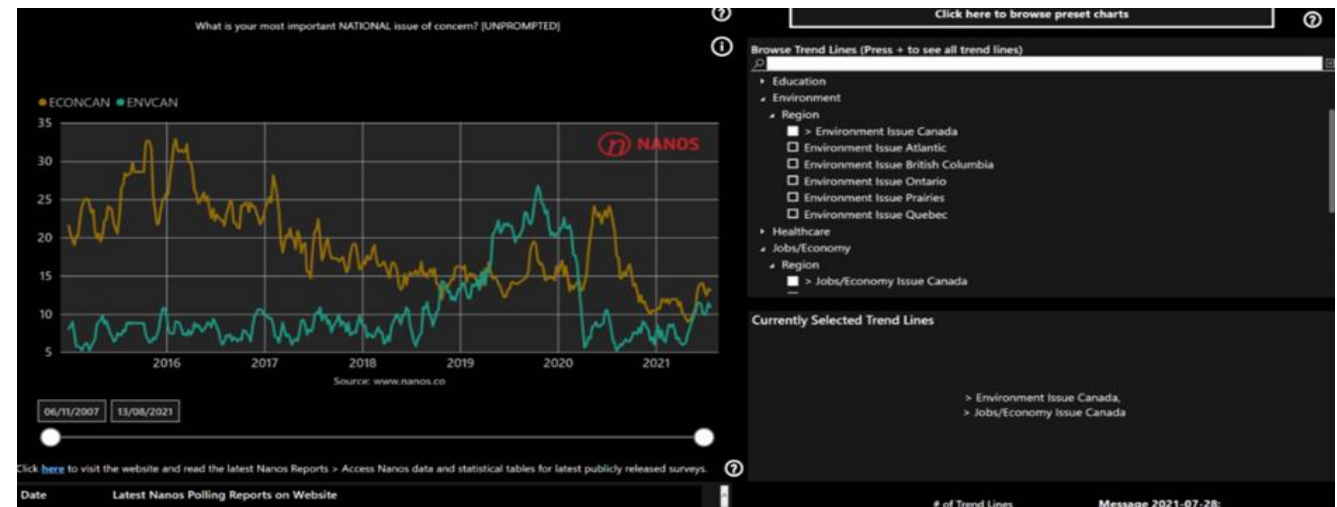 What is your most important NATIONAL issue of concern? [UNPROMPTED]
ECONCAN ENVCAN
35
30
25
20
15
10
5
NANOS
2016 2017 2018 2019 2020 2021
Source: www.nanos.co
06/11/2007 13/08/2021
Click here to visit the website and read the latest Nanos Reports > Access Nanos data and statistical tables for latest publicly released surveys.
Date Latest Nanos Polling Reports on Website
Click here to browse preset charts
Browse Trend Lines (Press + to see all trend lines)
Education
Environment
Region
> Environment Issue Canada
Environment Issue Atlantic
Environment Issue British Columbia
Environment Issue Ontario
Environment Issue Prairies
Environment Issue Quebec
Healthcare
Jobs/Economy
Region
> Jobs/Economy Issue Canada
Currently Selected Trend Lines
> Environment Issue Canada,
> Jobs/Economy Issue Canada
# of Trend Lines Message 2021-07-28: